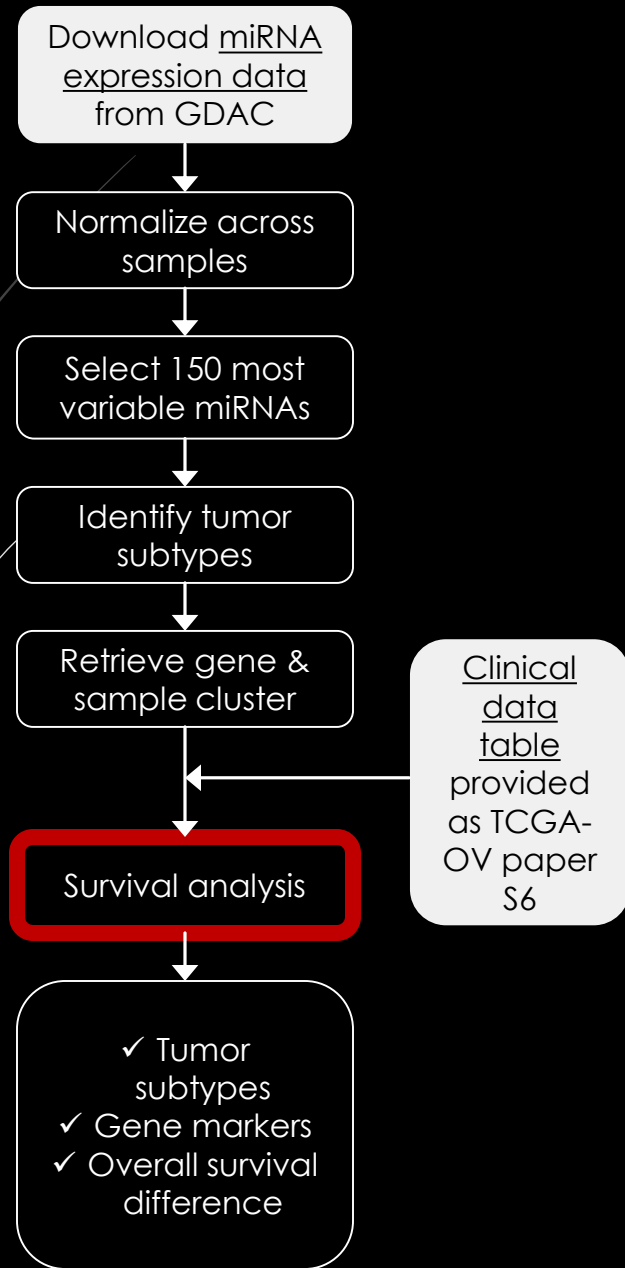 Download miRNA
expression data
from GDAC
Normalize across
samples
Select 150 most
variable miRNAs
Identify tumor
subtypes
Retrieve gene &
sample cluster
Clinical
data
table
provided
as TCGA-
OV paper
S6
Survival analysis
✓ Tumor
subtypes
✓ Gene markers
✓ Overall survival
difference